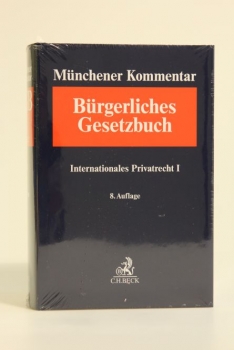 Münchener Kommentar
Bürgerliches
Gesetzbuch
Internationales Privatrecht I
8. Auflage
C.H.BECK